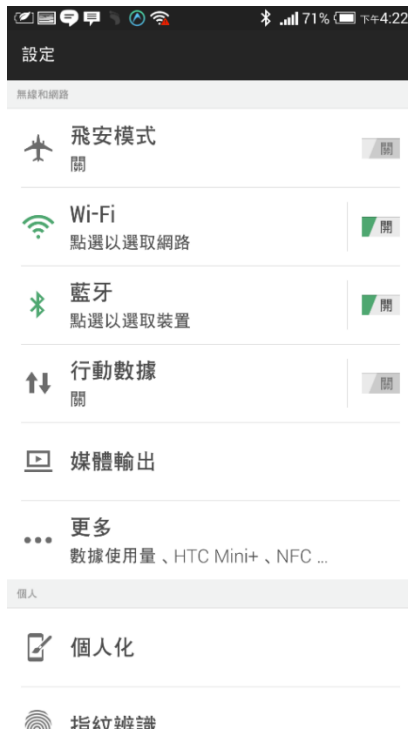 71% 下午4:22
設定
無線和網路
飛安模式
關
關
Wi-Fi
點選以選取網路
開
藍牙
點選以選取裝置
開
行動數據
關
關
媒體輸出
更多
數據使用量、HTC Mini+、NFC ...
個人
個人化
指紋辨識